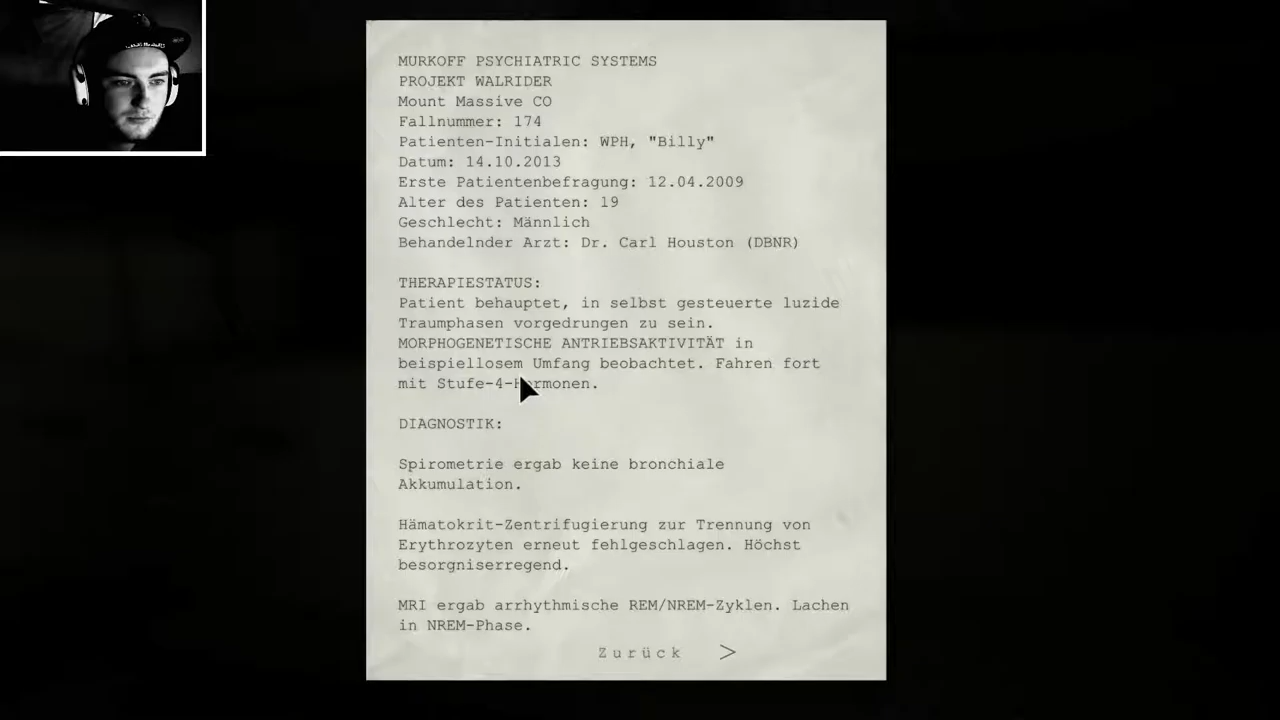 MURKOFF PSYCHIATRIC SYSTEMS
PROJEKT WALRIDER
Mount Massive CO
Fallnummer: 174
Patienten-Initialen: WPH, "Billy"
Datum: 14.10.2013
Erste Patientenbefragung: 12.04.2009
Alter des Patienten: 19
Geschlecht: Männlich
Behandelnder Arzt: Dr. Carl Houston (DBNR)
THERAPIESTATUS:
Patient behauptet, in selbst gesteuerte luzide
Traumphasen vorgedrungen zu sein.
MORPHOGENETISCHE ANTRIEBSAKTIVITÄT in
beispiellosem Umfang beobachtet. Fahren fort
mit Stufe-4-Hormonen.
DIAGNOSTIK:
Spirometrie ergab keine bronchiale
Akkumulation.
Hämatokrit-Zentrifugierung zur Trennung von
Erythrozyten erneut fehlgeschlagen. Höchst
besorgniserregend.
MRI ergab arrhythmische REM/NREM-Zyklen. Lachen
in NREM-Phase.
Zurück >